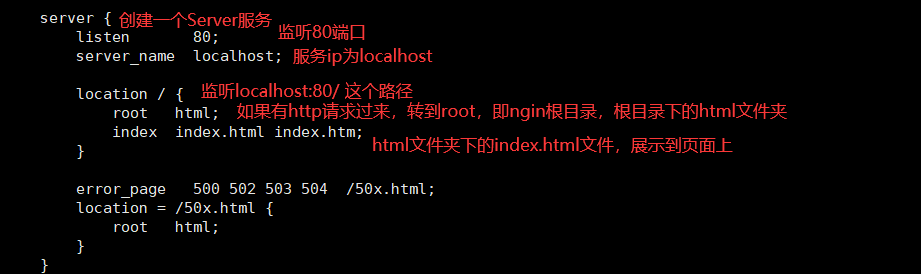 server { 创建一个Server服务
listen 80; 监听80端口
server_name localhost; 服务ip为localhost
location / { 监听localhost:80/ 这个路径
root html; 如果有http请求过来，转到root，即ngin根目录，根目录下的html文件夹
index index.html index.htm;
html文件夹下的index.html文件，展示到页面上
}
error_page 500 502 503 504 /50x.html;
location = /50x.html {
root html;
}
}